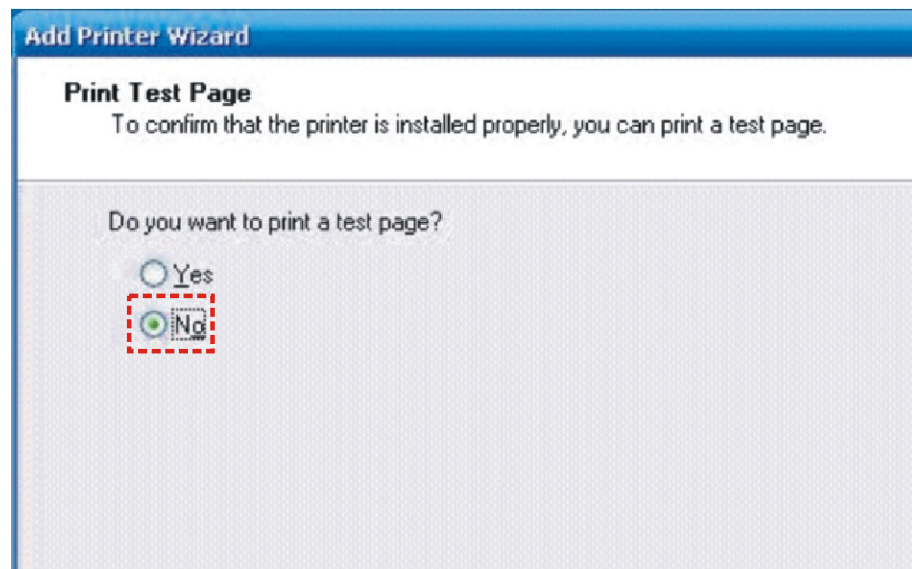 Add Printer Wizard
Print Test Page
To confirm that the printer is installed properly, you can print a test page.
Do you want to print a test page?
Yes
No